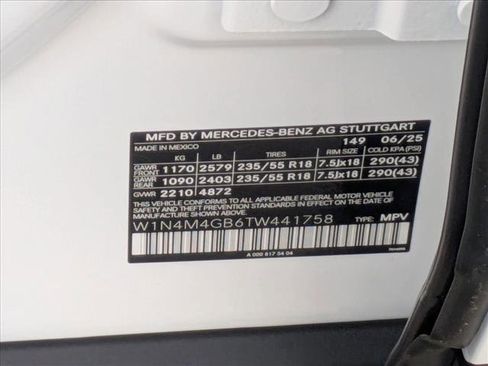 MFD BY MERCEDES-BENZ AG STUTTGART
MADE IN MEXICO 149 06/25
KG LB TIRES RIM SIZE COLD KPA (PSI)
GAWR FRONT 1170 2579 235/55 R18 7.5Jx18 290(43)
GAWR REAR 1090 2403 235/55 R18 7.5Jx18 290(43)
GVWR 2210 4872
THIS VEHICLE CONFORMS TO ALL APPLICABLE FEDERAL MOTOR VEHICLE
SAFETY, BUMPER AND THEFT PREVENTION STANDARDS IN EFFECT
ON THE DATE OF MANUFACTURE SHOWN ABOVE.
W1N4M4GB6TW441758 TYPE: MPV
A 000 817 54 04